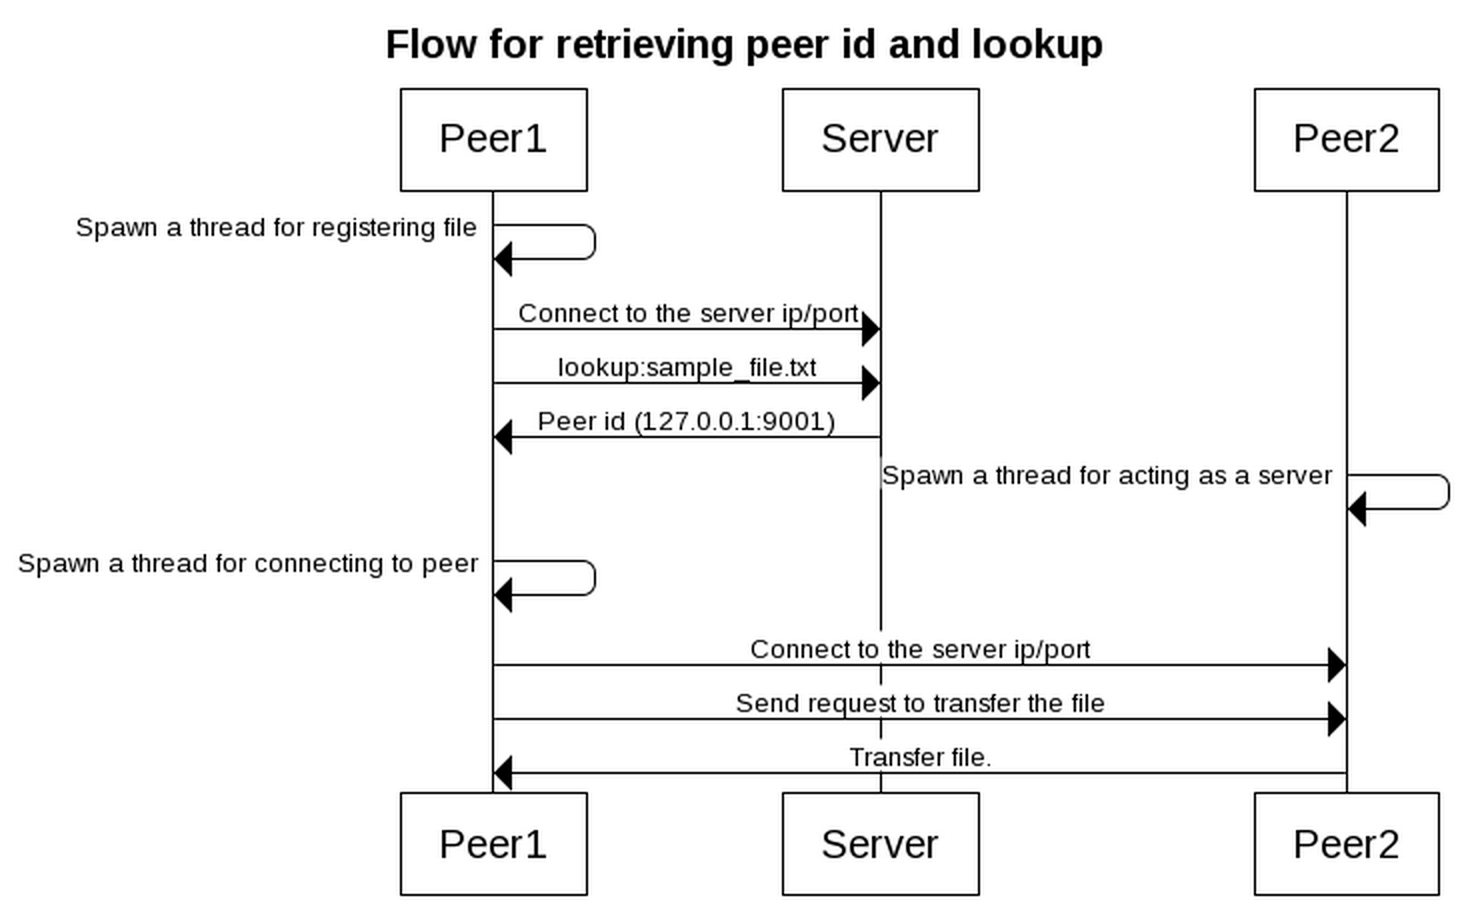 Flow for retrieving peer id and lookup
Peer1
Server
Peer2
Spawn a thread for registering file
Connect to the server ip/port
lookup:sample_file.txt
Peer id (127.0.0.1:9001)
Spawn a thread for acting as a server
Spawn a thread for connecting to peer
Connect to the server ip/port
Send request to transfer the file
Transfer file.
Peer1
Server
Peer2